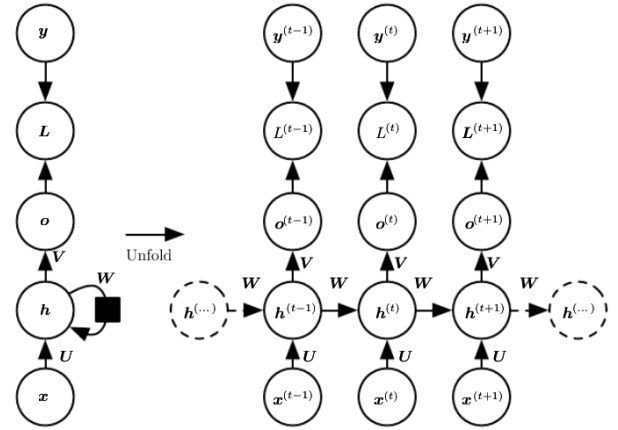 y y^(t−1) y^(t) y^(t+1)
L L^(t−1) L^(t) L^(t+1)
o o^(t−1) o^(t) o^(t+1)
Unfold
V V V V
W W W W W
h h^(...) h^(t−1) h^(t) h^(t+1) h^(...)
U U U U
x x^(t−1) x^(t) x^(t+1)